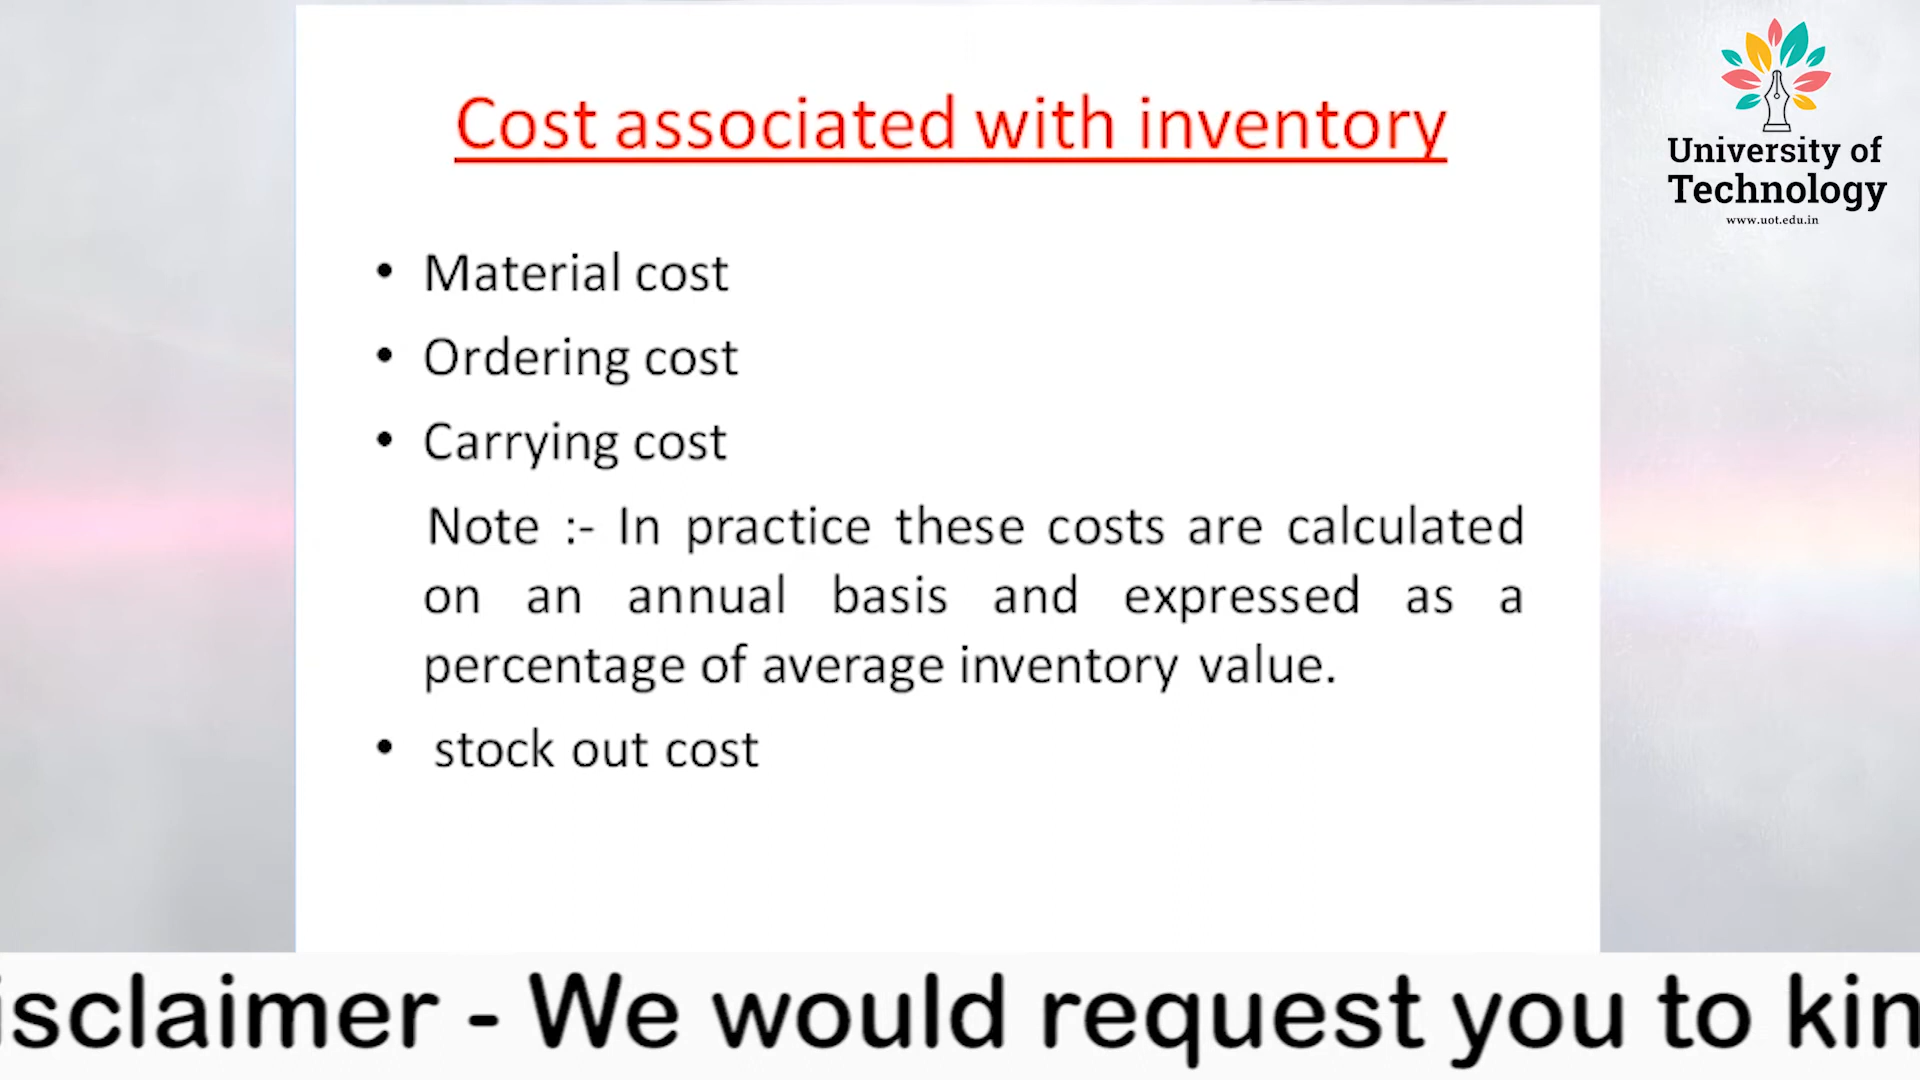 Cost associated with inventory
University of
Technology
www.uot.edu.in
• Material cost
• Ordering cost
• Carrying cost
Note :- In practice these costs are calculated
on an annual basis and expressed as a
percentage of average inventory value.
• stock out cost
isclaimer - We would request you to kin